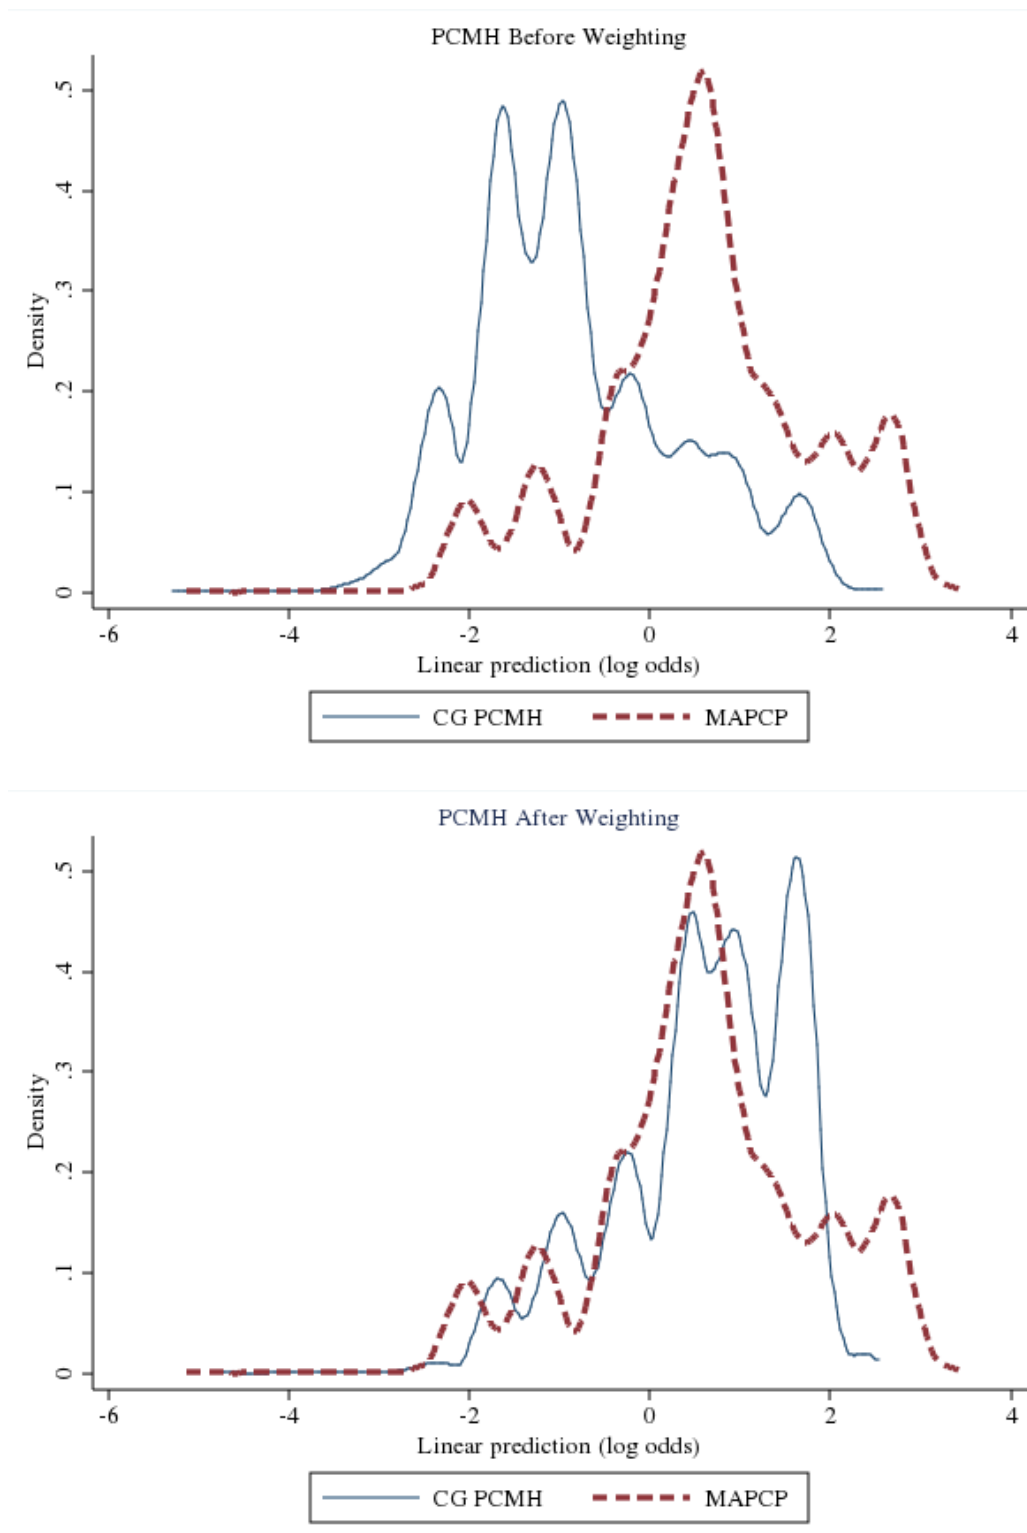 PCMH Before Weighting
Density
.5
.4
.3
.2
.1
0
-6 -4 -2 0 2 4
Linear prediction (log odds)
CG PCMH MAPCP
PCMH After Weighting
Density
.5
.4
.3
.2
.1
0
-6 -4 -2 0 2 4
Linear prediction (log odds)
CG PCMH MAPCP